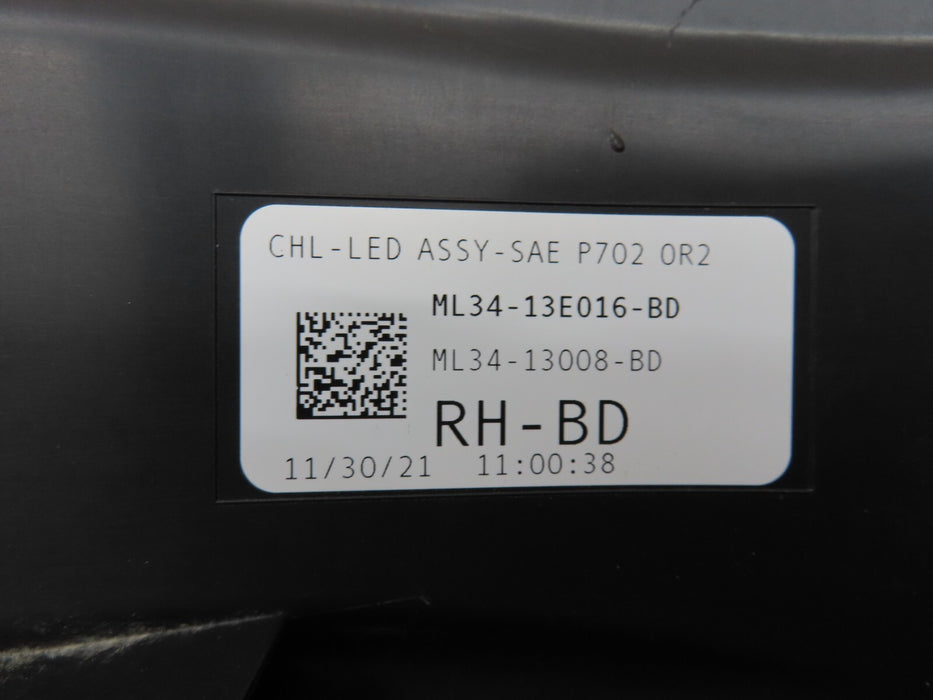 CHL-LED ASSY-SAE P702 OR2
ML34-13E016-BD
ML34-13008-BD
RH-BD
11/30/21 11:00:38